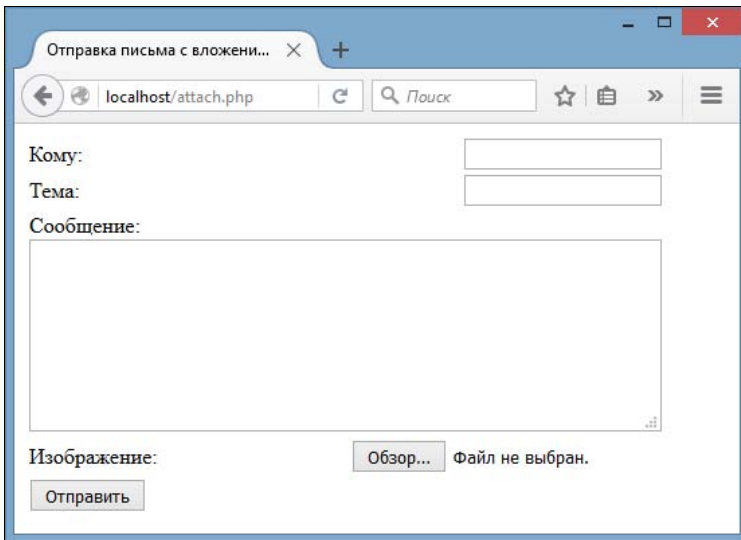 Отправка письма с вложени...
localhost/attach.php
Поиск
Кому:
Тема:
Сообщение:
Изображение:
Обзор... Файл не выбран.
Отправить